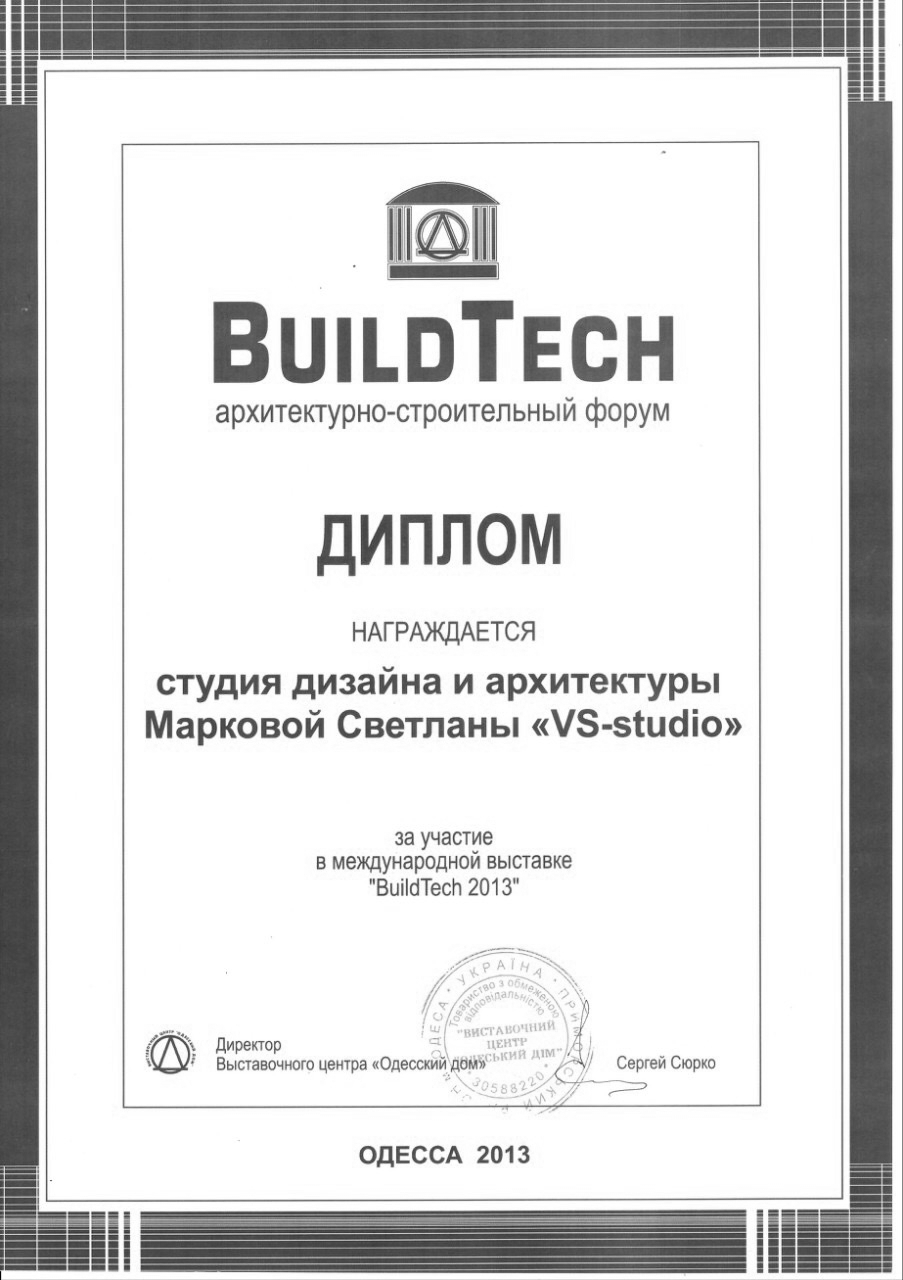 BUILDTECH
архитектурно-строительный форум
ДИПЛОМ
НАГРАЖДАЕТСЯ
студия дизайна и архитектуры
Марковой Светланы «VS-studio»
за участие
в международной выставке
"BuildTech 2013"
УКРАЇНА
ОДЕСА
ПРИМОРСЬКИЙ
Товариство з обмеженою
відповідальністю
"ВИСТАВОЧНИЙ
ЦЕНТР
"ОДЕСЬКИЙ ДІМ"
30588220
Директор
Выставочного центра «Одесский дом»
Сергей Сюрко
ОДЕССА 2013